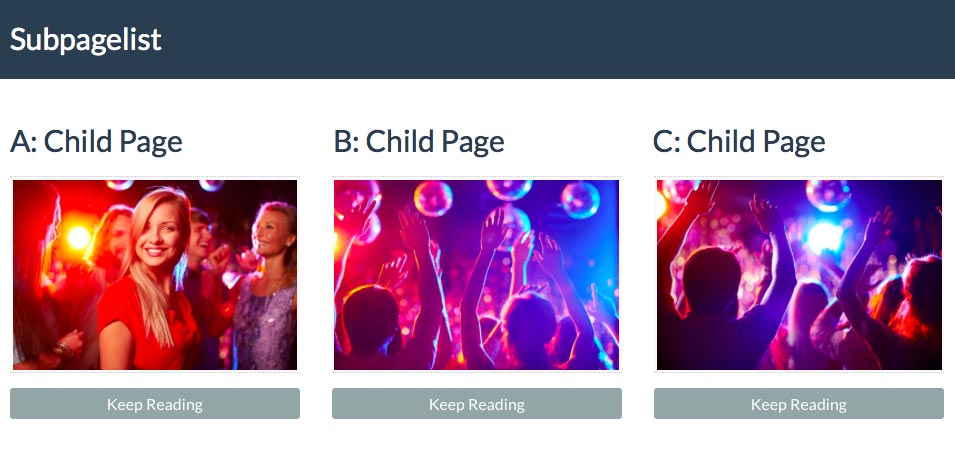 Subpagelist
A: Child Page
B: Child Page
C: Child Page
Keep Reading
Keep Reading
Keep Reading